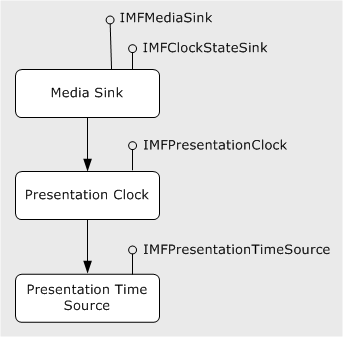 IMFMediaSink
IMFClockStateSink
Media Sink
IMFPresentationClock
Presentation Clock
IMFPresentationTimeSource
Presentation Time
Source